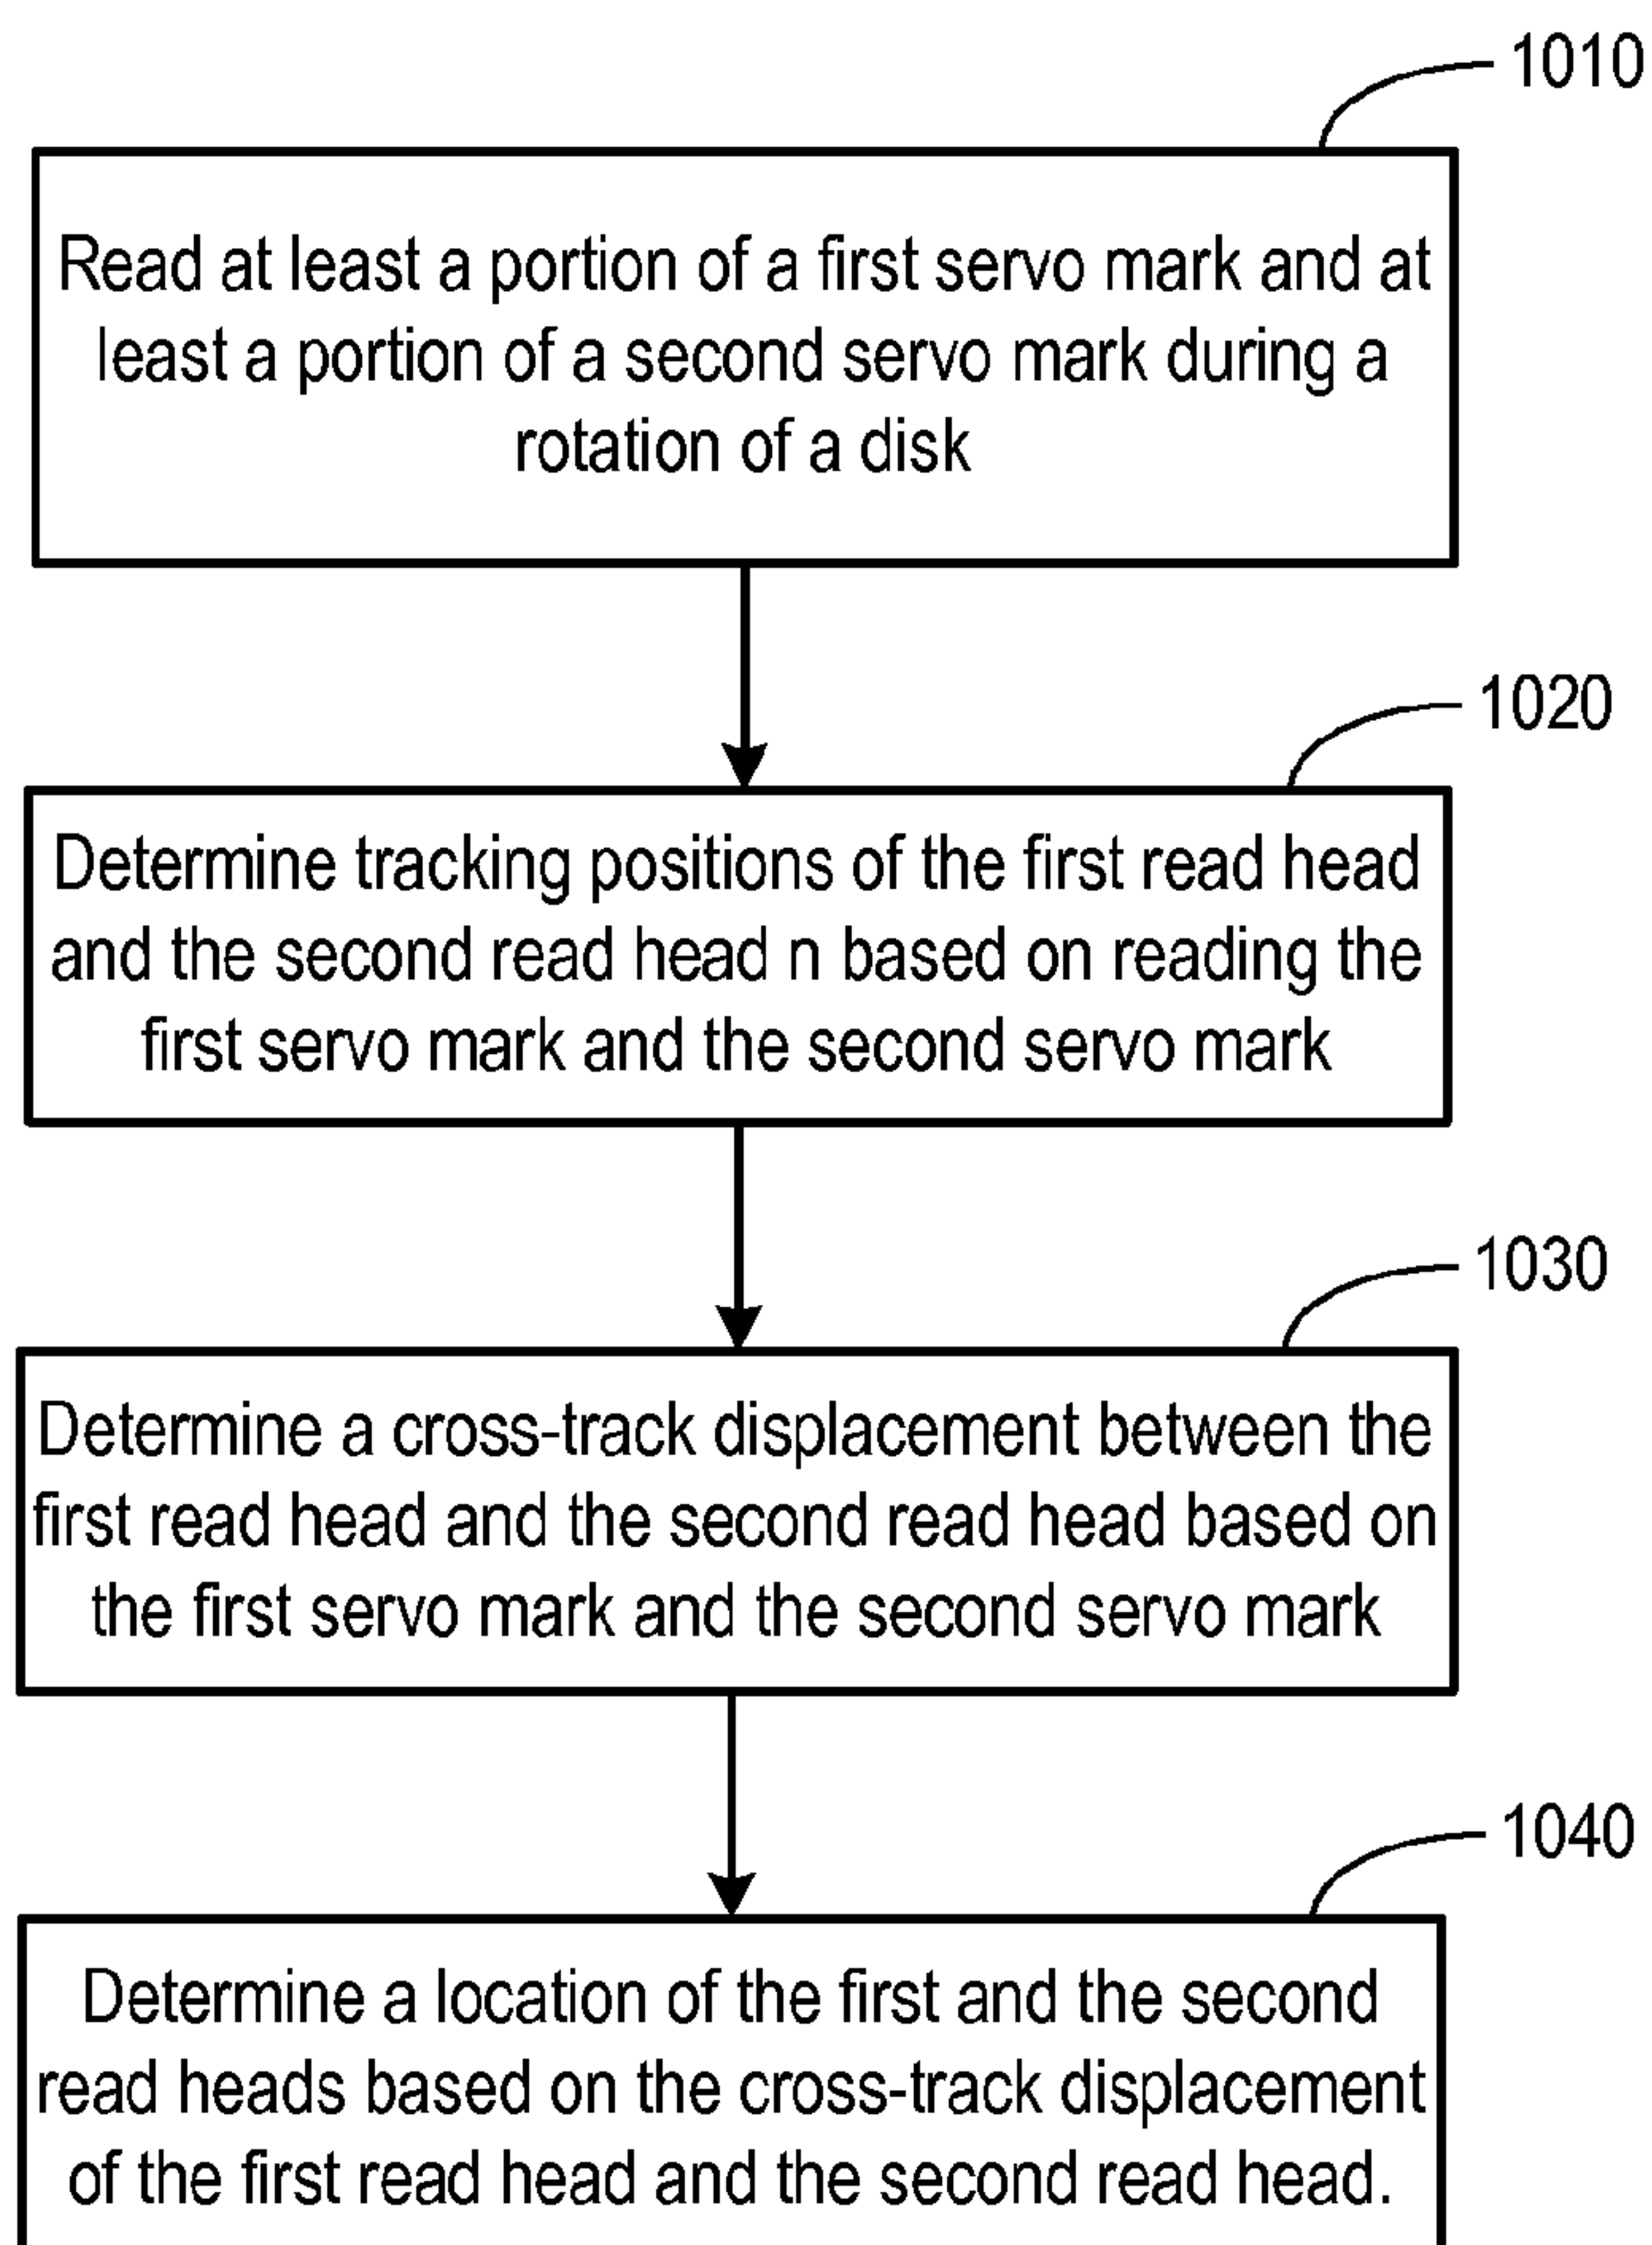 1010
Read at least a portion of a first servo mark and at
least a portion of a second servo mark during a
rotation of a disk
1020
Determine tracking positions of the first read head
and the second read head n based on reading the
first servo mark and the second servo mark
1030
Determine a cross-track displacement between the
first read head and the second read head based on
the first servo mark and the second servo mark
1040
Determine a location of the first and the second
read heads based on the cross-track displacement
of the first read head and the second read head.